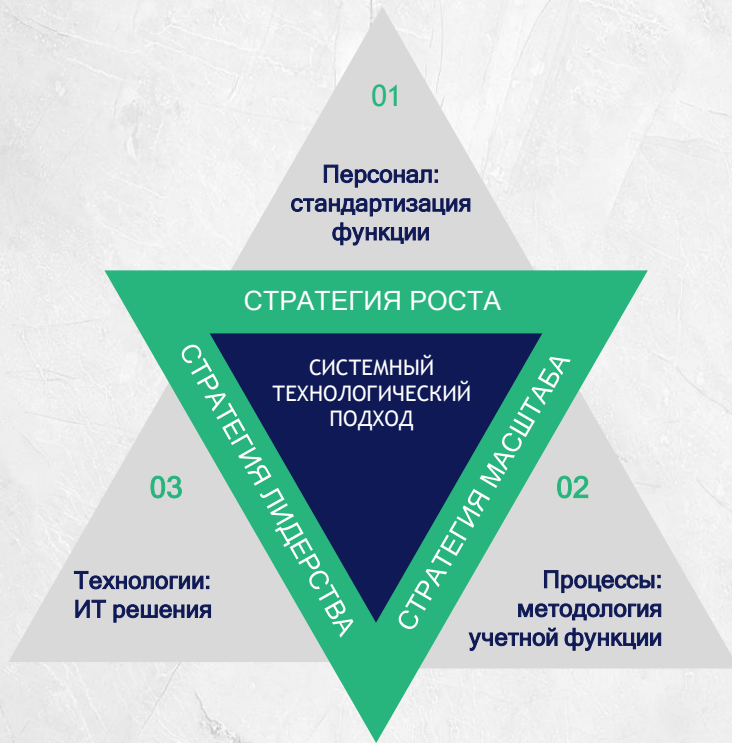 01
Персонал:
стандартизация
функции
СТРАТЕГИЯ РОСТА
СТРАТЕГИЯ ЛИДЕРСТВА
СИСТЕМНЫЙ
ТЕХНОЛОГИЧЕСКИЙ
ПОДХОД
СТРАТЕГИЯ МАСШТАБА
03
Технологии:
ИТ решения
02
Процессы:
методология
учетной функции